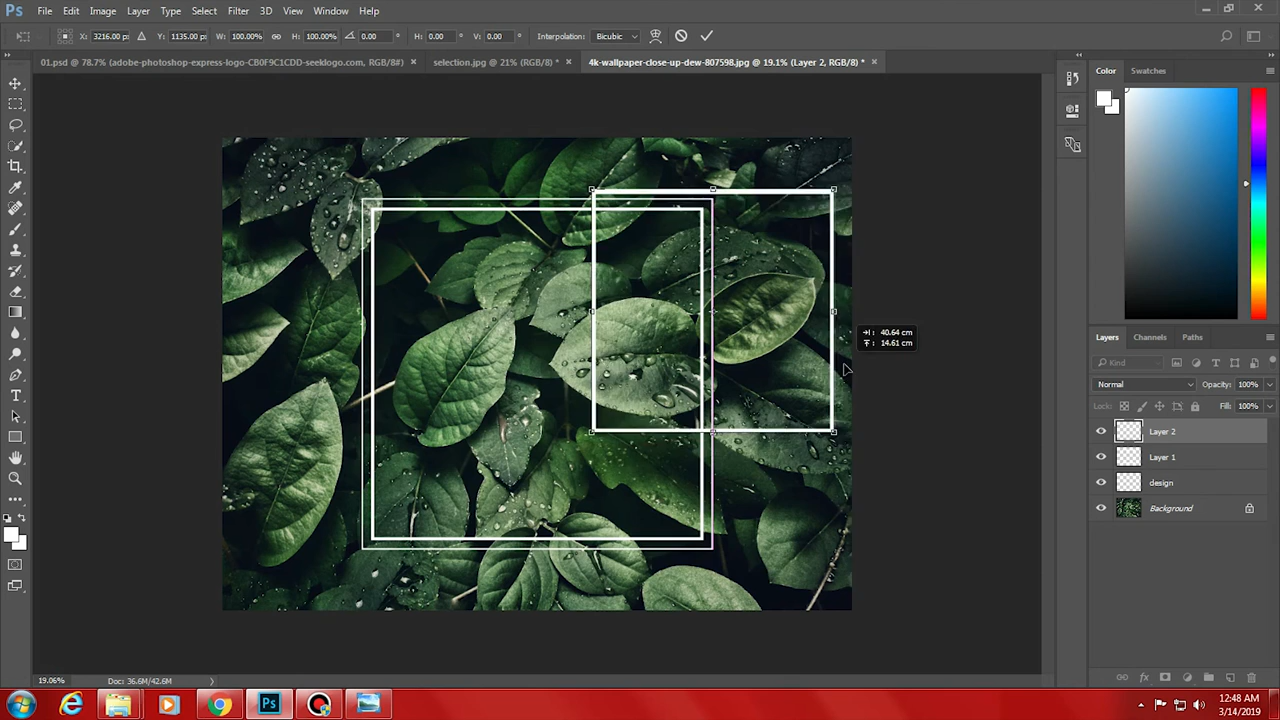 Ps File Edit Image Layer Type Select Filter 3D View Window Help
X: 3216.00 px Y: 1135.00 px W: 100.00% H: 100.00% 0.00 ° H: 0.00 ° V: 0.00 ° Interpolation: Bicubic
01.psd @ 78.7% (adobe-photoshop-express-logo-CB0F9C1CDD-seeklogo.com, RGB/8#) × selection.jpg @ 21% (RGB/8) * × 4k-wallpaper-close-up-dew-807598.jpg @ 19.1% (Layer 2, RGB/8) * ×
Color Swatches
40.64 cm
14.61 cm
Layers Channels Paths
Kind
Normal Opacity: 100%
Lock: Fill: 100%
Layer 2
Layer 1
design
Background
fx
19.06% Doc: 36.6M/42.6M
Ps
12:48 AM
3/14/2019